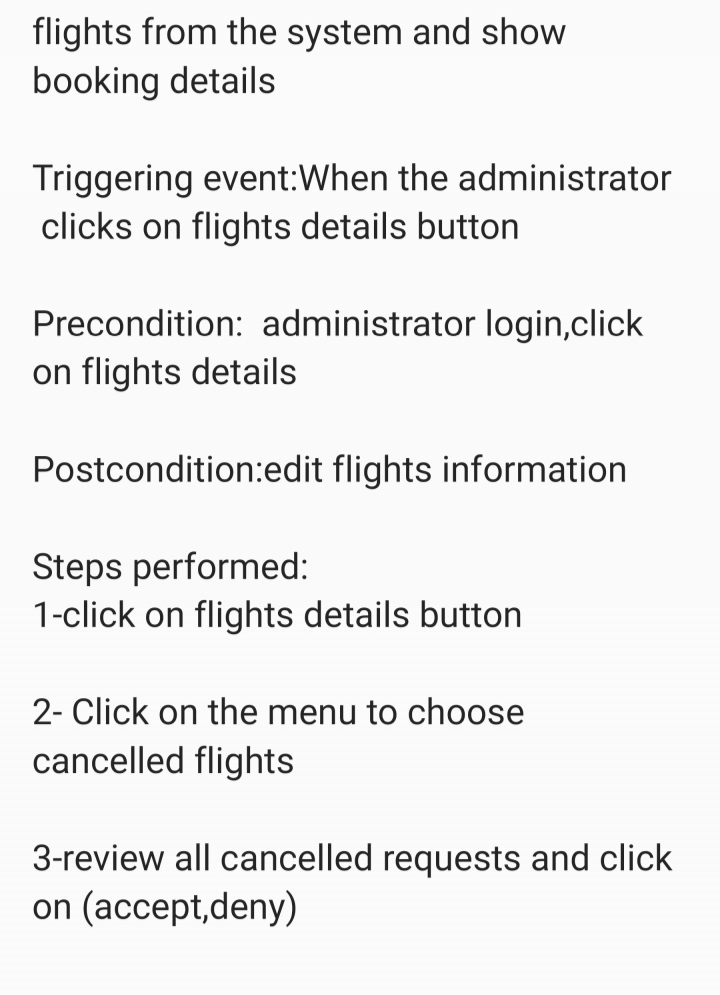 flights from the system and show
booking details
Triggering event:When the administrator
clicks on flights details button
Precondition:  administrator login,click
on flights details
Postcondition:edit flights information
Steps performed:
1-click on flights details button
2- Click on the menu to choose
cancelled flights
3-review all cancelled requests and click
on (accept,deny)